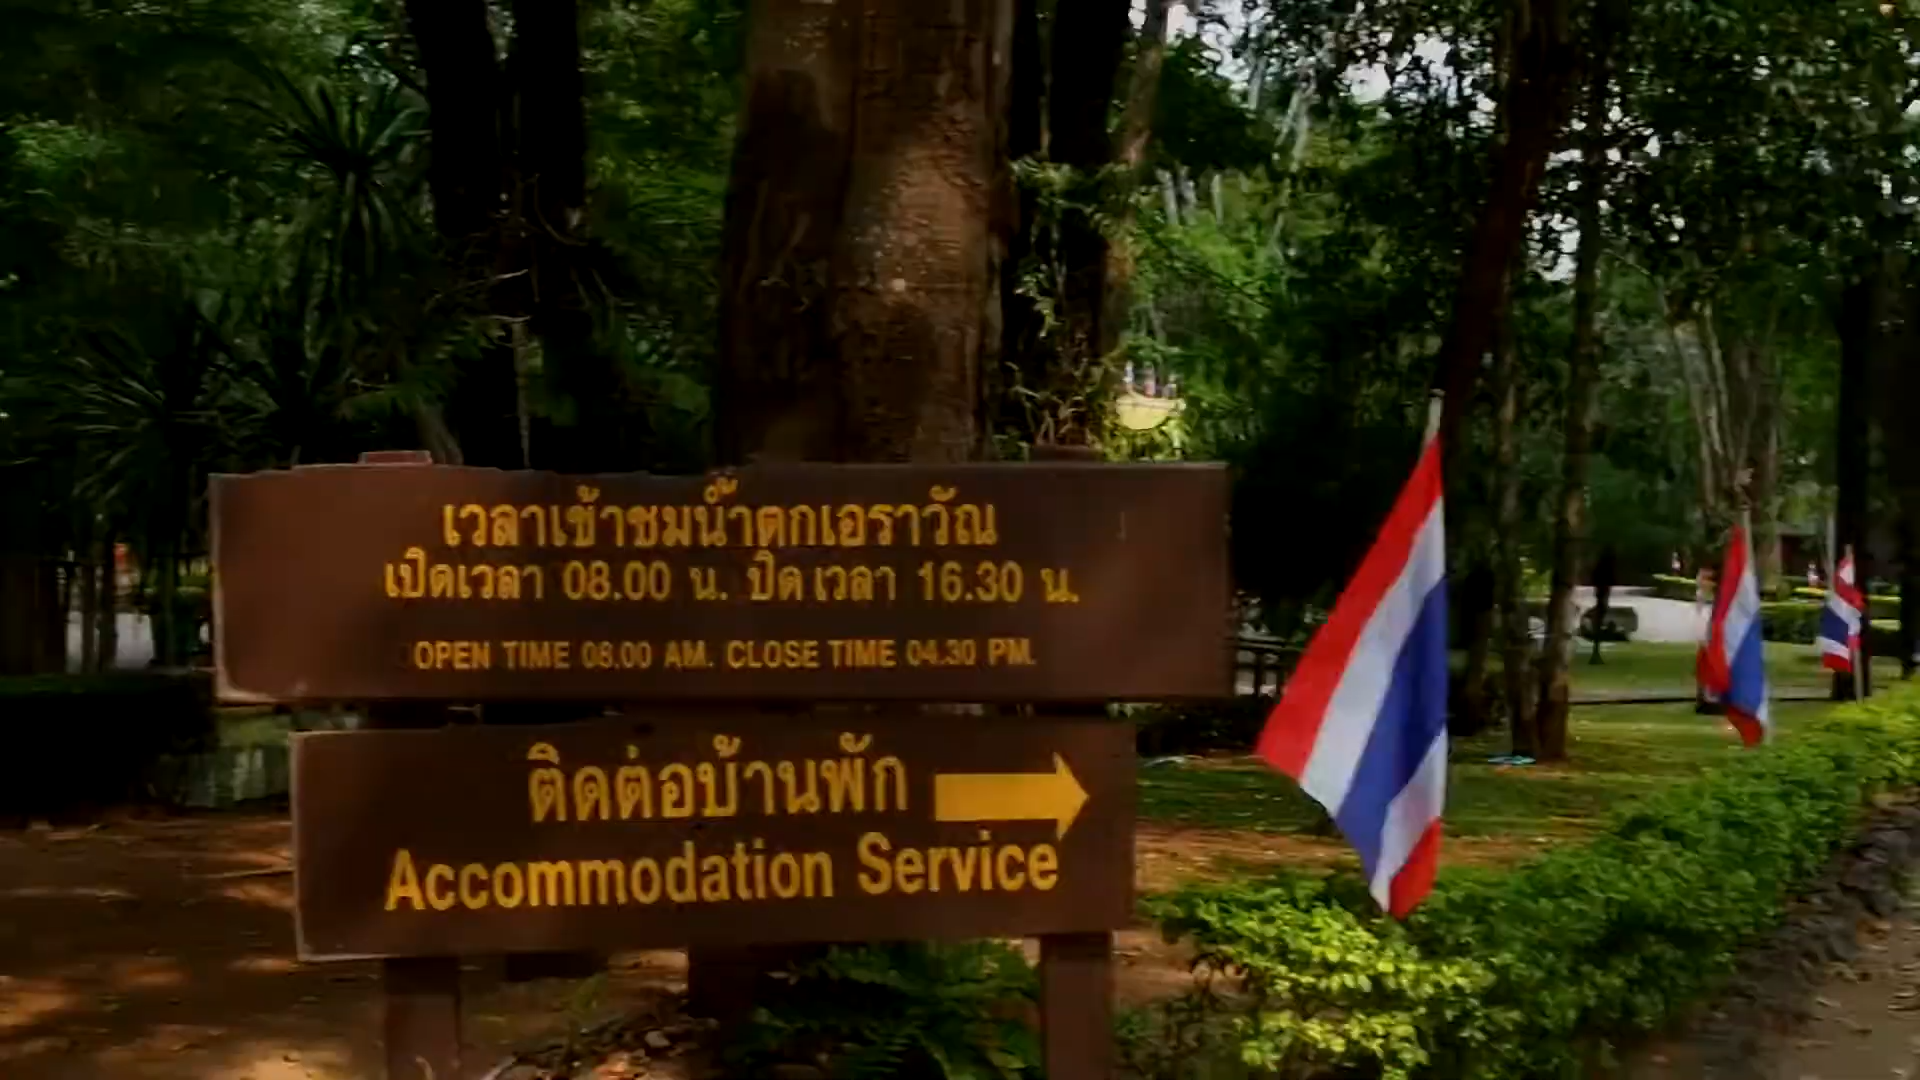 เวลาเข้าชมน้ำตกเอราวัณ
เปิดเวลา 08.00 น. ปิดเวลา 16.30 น.
OPEN TIME 08.00 AM. CLOSE TIME 04.30 PM.
ติดต่อบ้านพัก
Accommodation Service